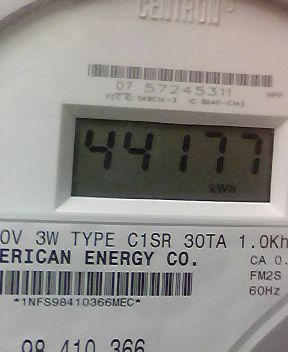 CENTRON®
07 57245311
44177
kWh
0V 3W TYPE C1SR 30TA 1.0Kh
ERICAN ENERGY CO.
CA 0.
FM2S
60Hz
*1NFS98410366MEC*
98 410 366